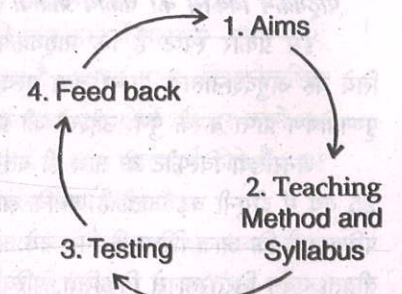 1. Aims
4. Feed back
2. Teaching
Method and
3. Testing
Syllabus